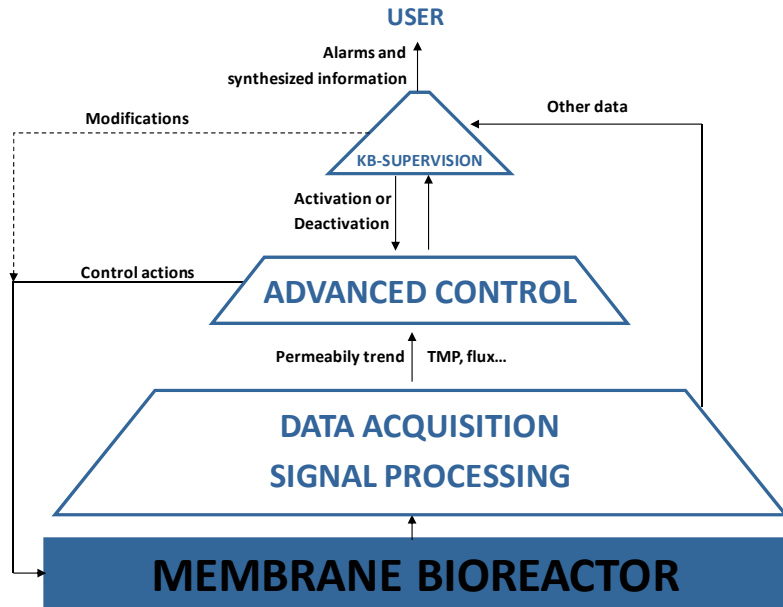 USER
Alarms and
synthesized information
Other data
Modifications
KB-SUPERVISION
Activation or
Deactivation
Control actions
ADVANCED CONTROL
Permeabily trend
TMP, flux...
DATA ACQUISITION
SIGNAL PROCESSING
MEMBRANE BIOREACTOR